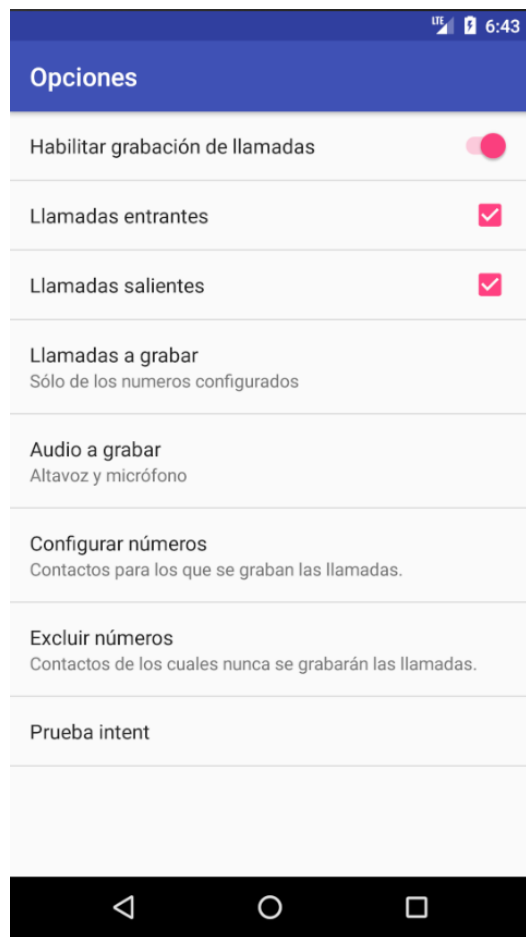 LTE 6:43
Opciones
Habilitar grabación de llamadas
Llamadas entrantes
Llamadas salientes
Llamadas a grabar
Sólo de los numeros configurados
Audio a grabar
Altavoz y micrófono
Configurar números
Contactos para los que se graban las llamadas.
Excluir números
Contactos de los cuales nunca se grabarán las llamadas.
Prueba intent